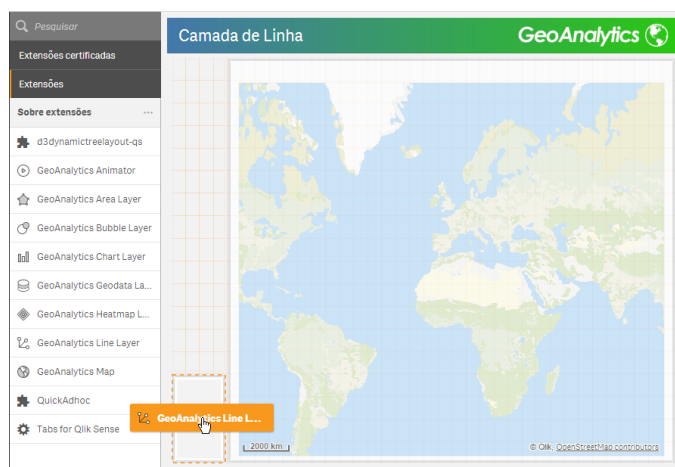 Pesquisar
Extensões certificadas
Extensões
Sobre extensões ...
d3dynamictreelayout-qs
GeoAnalytics Animator
GeoAnalytics Area Layer
GeoAnalytics Bubble Layer
GeoAnalytics Chart Layer
GeoAnalytics Geodata La...
GeoAnalytics Heatmap L...
GeoAnalytics Line Layer
GeoAnalytics Map
QuickAdhoc
Tabs for Qlik Sense
Camada de Linha
GeoAnalytics
GeoAnalytics Line L...
2000 km
© Qlik, OpenStreetMap contributors